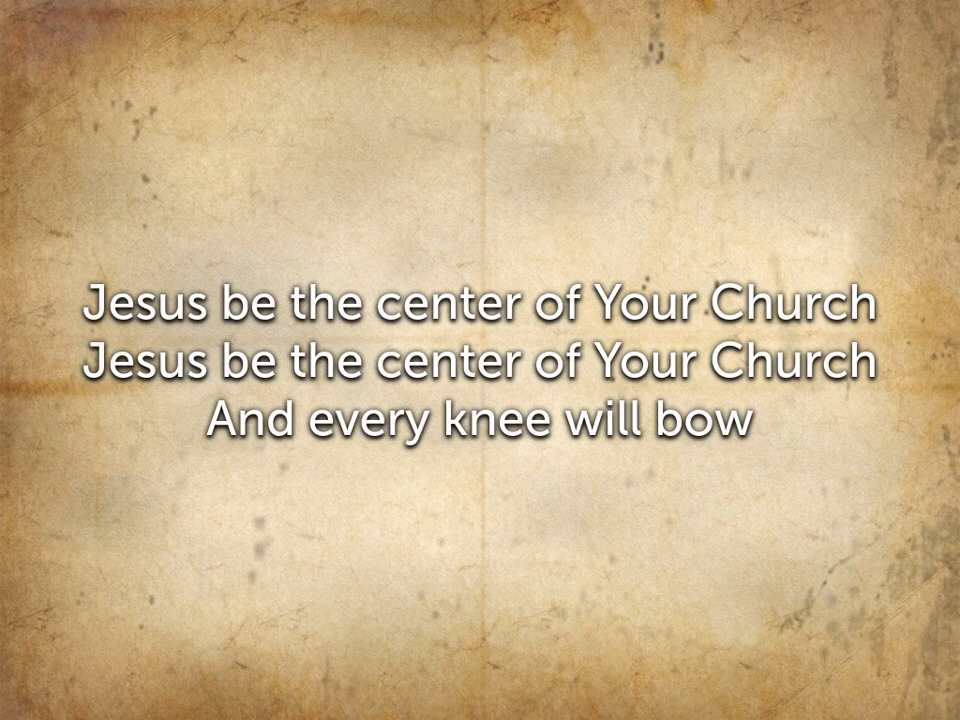 Jesus be the center of Your Church
Jesus be the center of Your Church
And every knee will bow